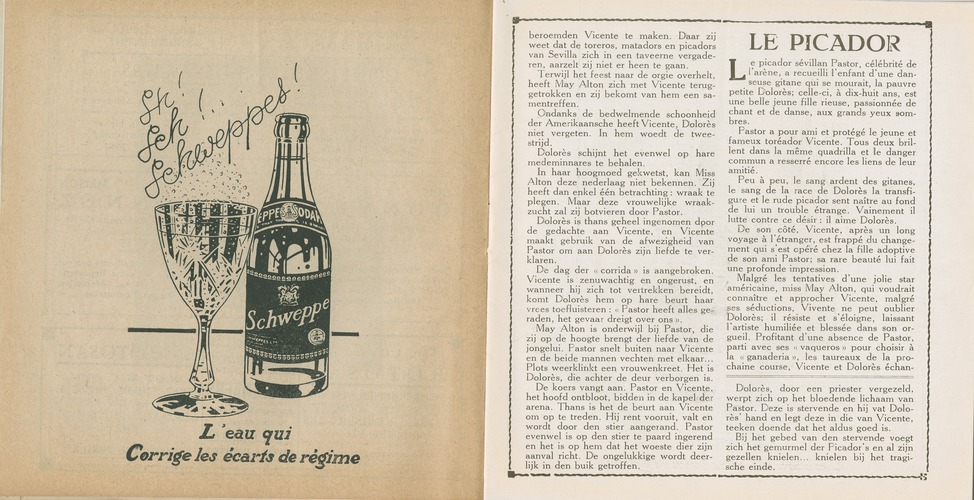 Sch!
Sch!..
Schweppes!
EPPE SODA
Schweppe
L'eau qui
Corrige les écarts de régime
beroemden Vicente te maken. Daar zij
weet dat de toreros, matadors en picadors
van Sevilla zich in een taverne vergade-
ren, aarzelt zij niet er heen te gaan.
Terwijl het feest naar de orgie overhelt,
heeft May Alton zich met Vicente terug-
getrokken en zij bekomt van hem een sa-
mentreffen.
Ondanks de bedwelmende schoonheid
der Amerikaansche heeft Vicente, Dolorès
niet vergeten. In hem woedt de twee-
strijd.
Dolorès schijnt het evenwel op hare
medeminnares te behalen.
In haar hoogmoed gekwetst, kan Miss
Alton deze nederlaag niet bekennen. Zij
heeft dan enkel één betrachting : wraak te
plegen. Maar deze vrouwelijke wraak-
zucht zal zij botvieren door Pastor.
Dolorès is thans geheel ingenomen door
de gedachte aan Vicente, en Vicente
maakt gebruik van de afwezigheid van
Pastor om aan Dolorès zijn liefde te ver-
klaren.
De dag der « corrida » is aangebroken.
Vicente is zenuwachtig en ongerust, en
wanneer hij zich tot vertrekken bereidt,
komt Dolorès hem op hare beurt haar
vrees toefluisteren : « Pastor heeft alles ge-
raden, het gevaar dreigt over ons ».
May Alton is onderwijl bij Pastor, die
zij op de hoogte brengt der liefde van de
jongelui. Pastor snelt buiten naar Vicente
en de beide mannen vechten met elkaar...
Plots weerklinkt een vrouwenkreet. Het is
Dolorès, die achter de deur verborgen is.
De koers vangt aan. Pastor en Vicente,
het hoofd ontbloot, bidden in de kapel der
arena. Thans is het de beurt aan Vicente
om op te treden. Hij rent vooruit, valt en
wordt door den stier aangerand. Pastor
evenwel is op den stier te paard ingerend
en het is op hem dat het woeste dier zijn
aanval richt. De ongelukkige wordt deer-
lijk in den buik getroffen.
LE PICADOR
Le picador sévillan Pastor, célébrité de
l'arène, a recueilli l'enfant d'une dan-
seuse gitane qui se mourait, la pauvre
petite Dolorès; celle-ci, à dix-huit ans, est
une belle jeune fille rieuse, passionnée de
chant et de danse, aux grands yeux som-
bres.
Pastor a pour ami et protégé le jeune et
fameux toréador Vicente. Tous deux bril-
lent dans la même quadrilla et le danger
commun a resserré encore les liens de leur
amitié.
Peu à peu, le sang ardent des gitanes,
le sang de la race de Dolorès la transfi-
gure et le rude picador sent naître au fond
de lui un trouble étrange. Vainement il
lutte contre ce désir : il aime Dolorès.
De son côté, Vicente, après un long
voyage à l'étranger, est frappé du change-
ment qui s'est opéré chez la fille adoptive
de son ami Pastor; sa rare beauté lui fait
une profonde impression.
Malgré les tentatives d'une jolie star
américaine, miss May Alton, qui voudrait
connaître et approcher Vicente, malgré
ses séductions, Vivente ne peut oublier
Dolorès; il résiste et s'éloigne, laissant
l'artiste humiliée et blessée dans son or-
gueil. Profitant d'une absence de Pastor,
parti avec ses « vaqueros » pour choisir à
la « ganaderia », les taureaux de la pro-
chaine course, Vicente et Dolorès échan-
Dolorès, door een priester vergezeld,
werpt zich op het bloedende lichaam van
Pastor. Deze is stervende en hij vat Dolo-
rès' hand en legt deze in die van Vicente,
teeken doende dat het aldus goed is.
Bij het gebed van den stervende voegt
zich het gemurmel der Picador's en al zijn
gezellen knielen... knielen bij het tragi-
sche einde.